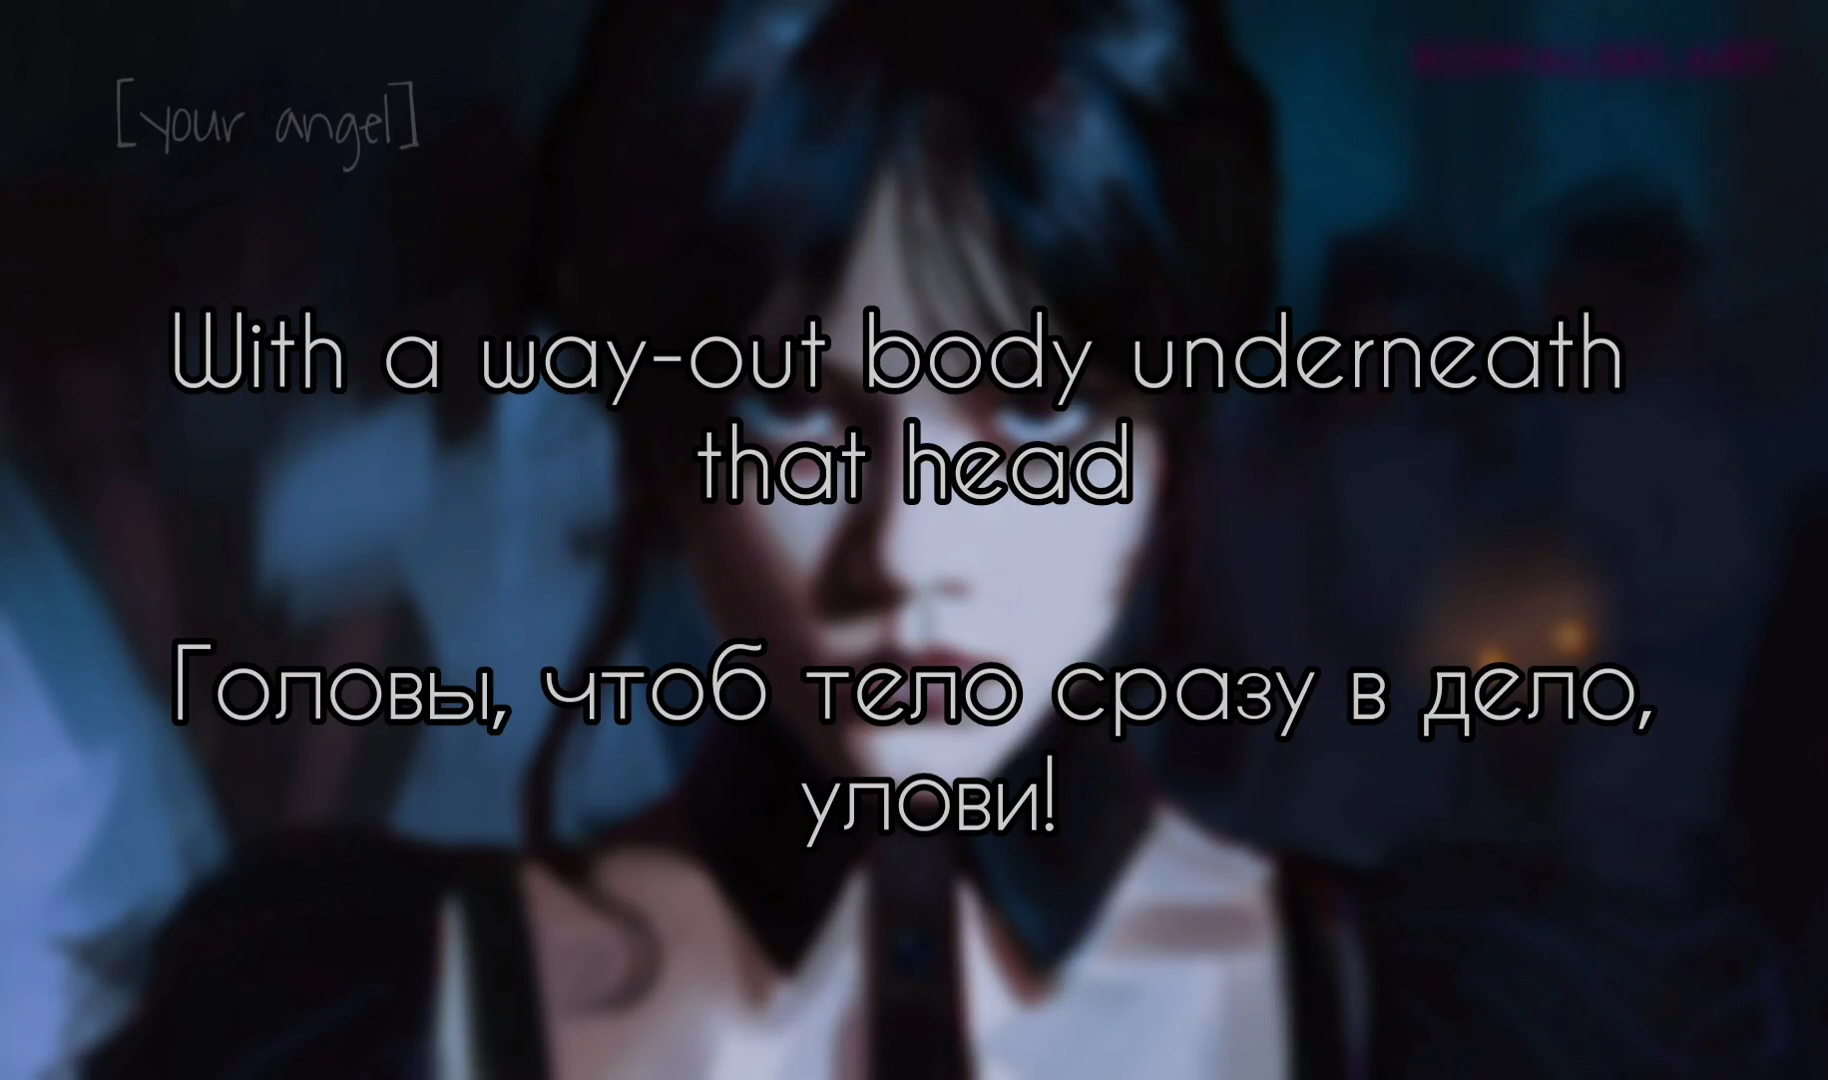 [your angel]
With a way-out body underneath
that head
Головы, чтоб тело сразу в дело,
улови!